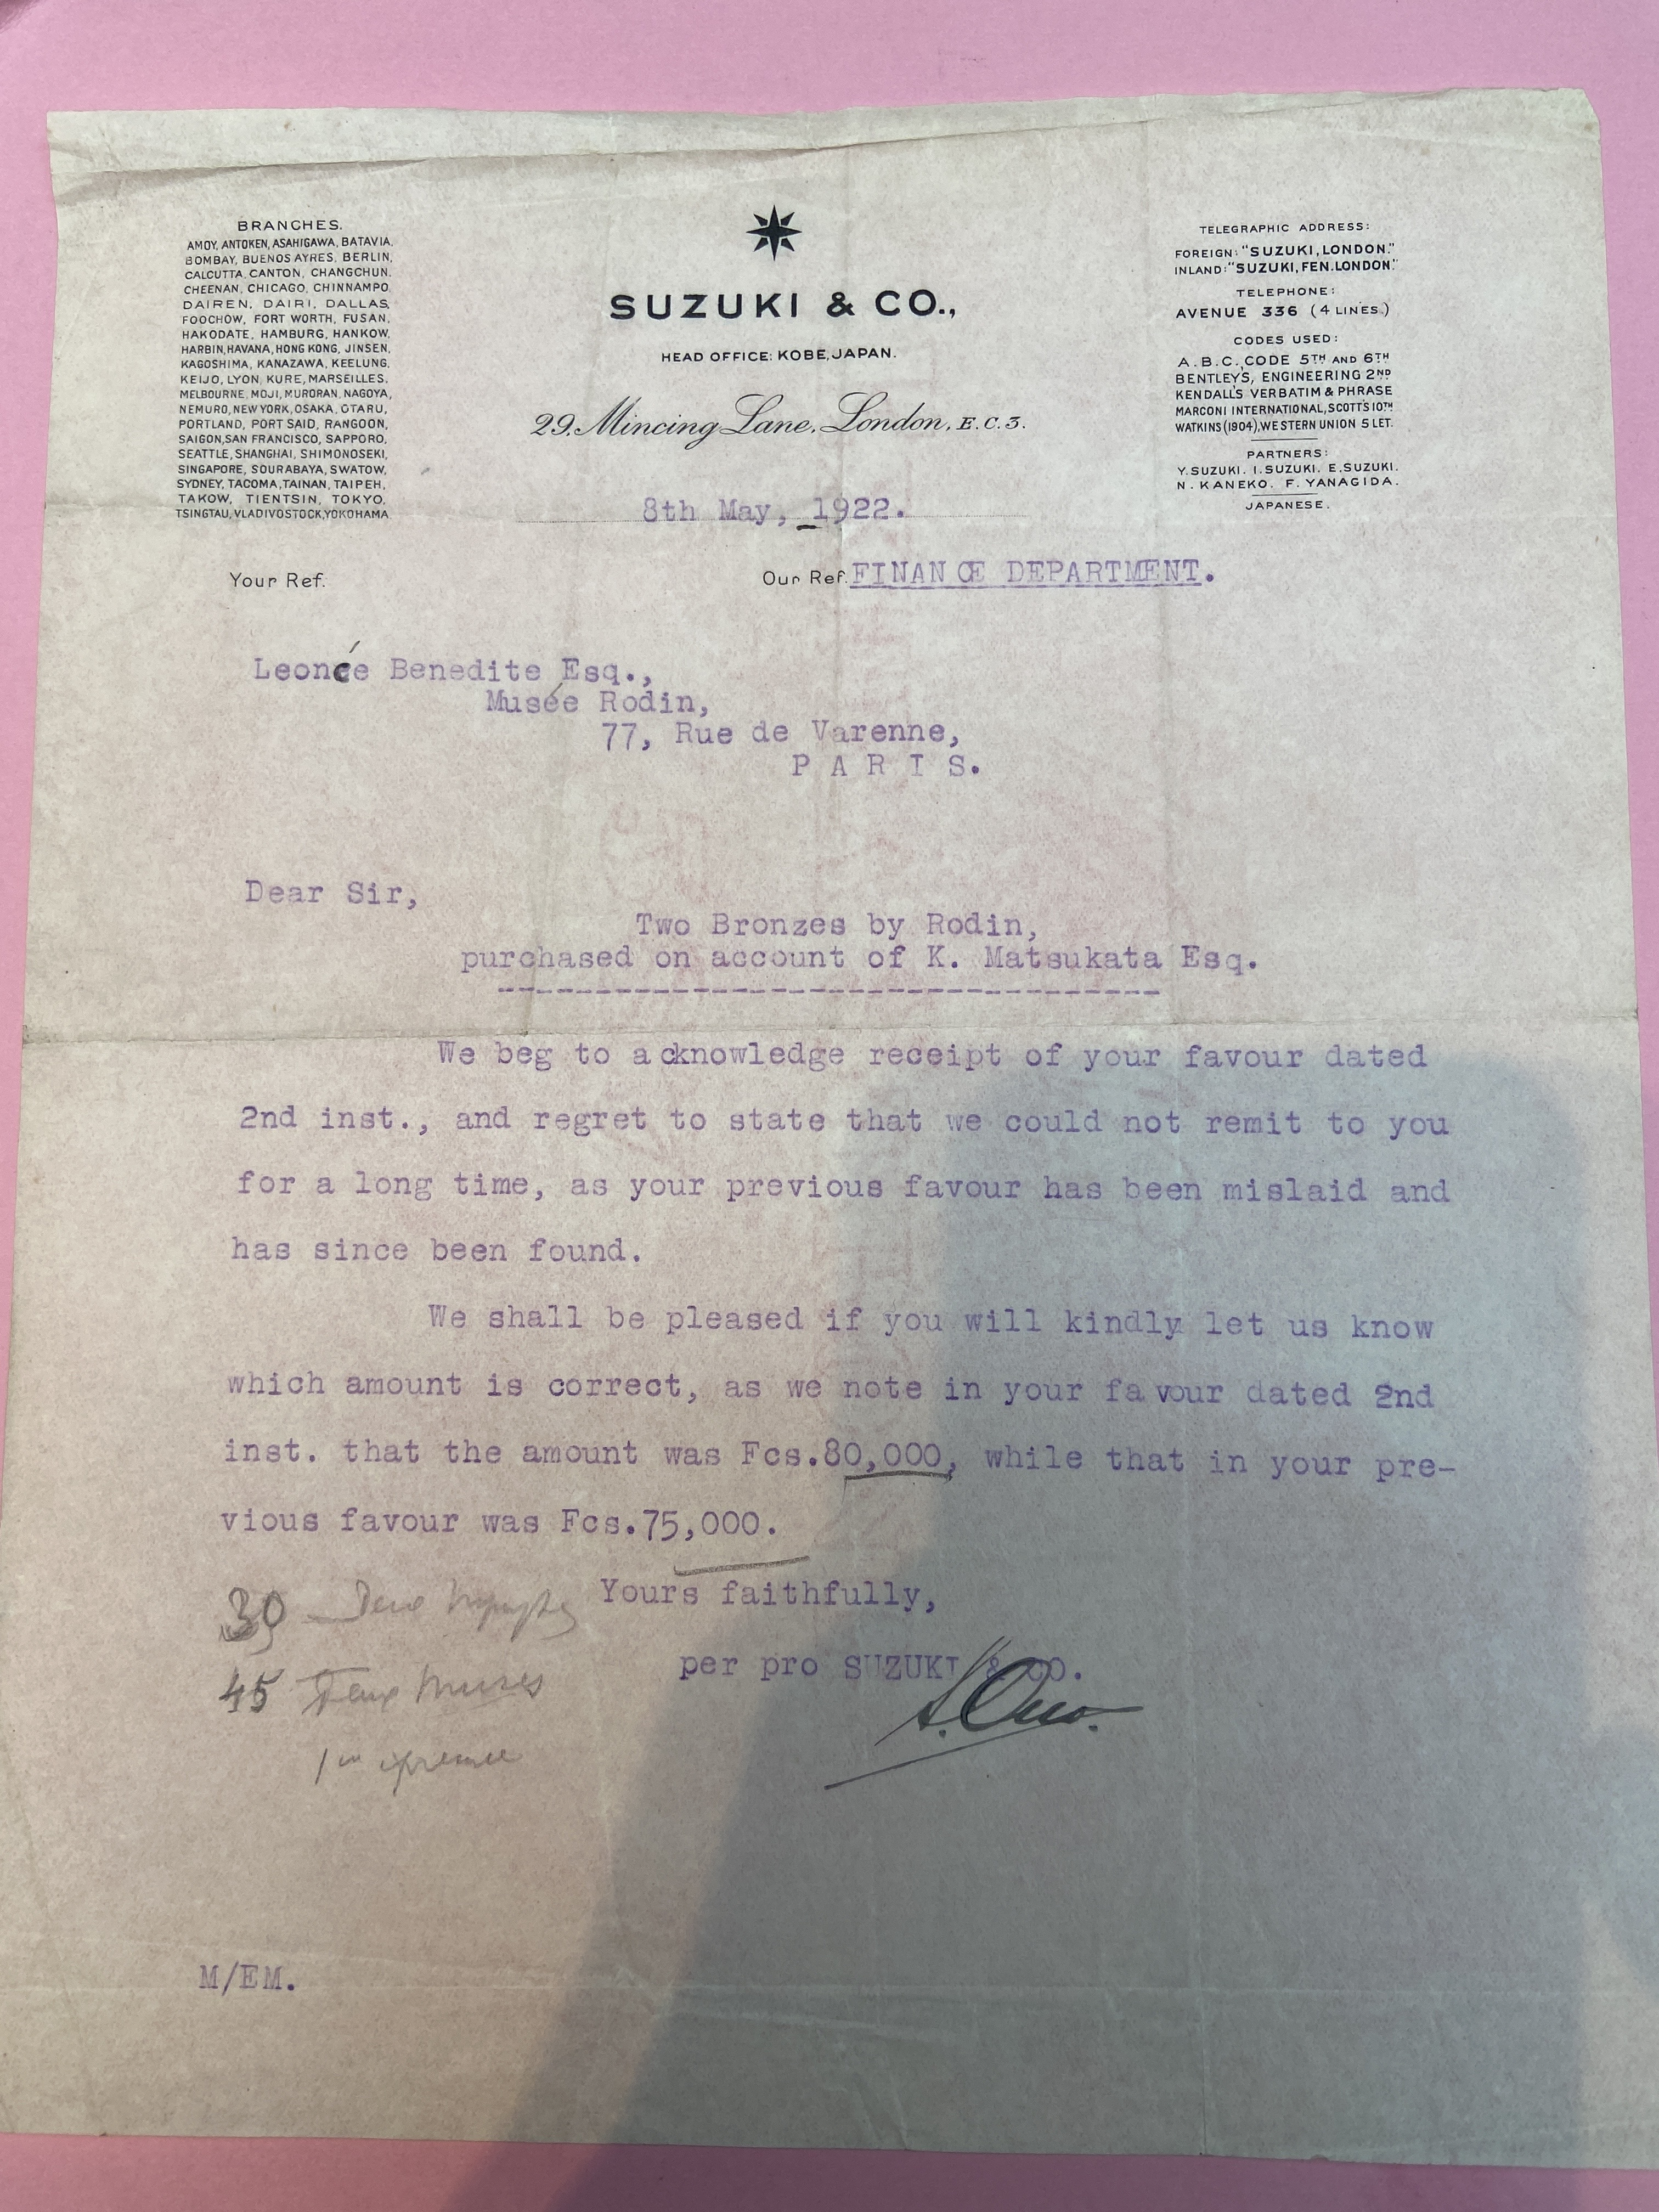 BRANCHES.
AMOY, ANTOKEN, ASAHIGAWA, BATAVIA,
BOMBAY, BUENOS AYRES, BERLIN,
CALCUTTA, CANTON, CHANGCHUN.
CHEENAN, CHICAGO, CHINNAMPO.
DAIREN, DAIRI, DALLAS,
FOOCHOW, FORT WORTH, FUSAN,
HAKODATE, HAMBURG, HANKOW,
HARBIN, HAVANA, HONG KONG, JINSEN,
KAGOSHIMA, KANAZAWA, KEELUNG,
KEIJO, LYON, KURE, MARSEILLES,
MELBOURNE, MOJI, MURORAN, NAGOYA,
NEMURO, NEW YORK, OSAKA, OTARU,
PORTLAND, PORT SAID, RANGOON,
SAIGON, SAN FRANCISCO, SAPPORO,
SEATTLE, SHANGHAI, SHIMONOSEKI,
SINGAPORE, SOURABAYA, SWATOW,
SYDNEY, TACOMA, TAINAN, TAIPEH,
TAKOW, TIENTSIN, TOKYO,
TSINGTAU, VLADIVOSTOCK, YOKOHAMA
SUZUKI & CO.,
HEAD OFFICE: KOBE, JAPAN.
29, Mincing Lane, London, E.C.3.
TELEGRAPHIC ADDRESS:
FOREIGN: "SUZUKI, LONDON."
INLAND: "SUZUKI, FEN. LONDON."
TELEPHONE:
AVENUE 336 (4 LINES.)
CODES USED:
A.B.C. CODE 5TH AND 6TH
BENTLEY'S, ENGINEERING 2ND
KENDALL'S VERBATIM & PHRASE
MARCONI INTERNATIONAL, SCOTT'S 10TH
WATKINS (1904), WESTERN UNION 5 LET.
PARTNERS:
Y. SUZUKI. I. SUZUKI. E. SUZUKI.
N. KANEKO. F. YANAGIDA.
JAPANESE.
8th May, 1922.
Your Ref.
Our Ref. FINANCE DEPARTMENT.
Leonée Benedite Esq.,
Musée Rodin,
77, Rue de Varenne,
P A R I S.
Dear Sir,
Two Bronzes by Rodin,
purchased on account of K. Matsukata Esq.
We beg to acknowledge receipt of your favour dated
2nd inst., and regret to state that we could not remit to you
for a long time, as your previous favour has been mislaid and
has since been found.
We shall be pleased if you will kindly let us know
which amount is correct, as we note in your favour dated 2nd
inst. that the amount was Fcs.80,000, while that in your pre-
vious favour was Fcs.75,000.
Yours faithfully,
30
per pro SUZUKI & CO.
45
M/EM.